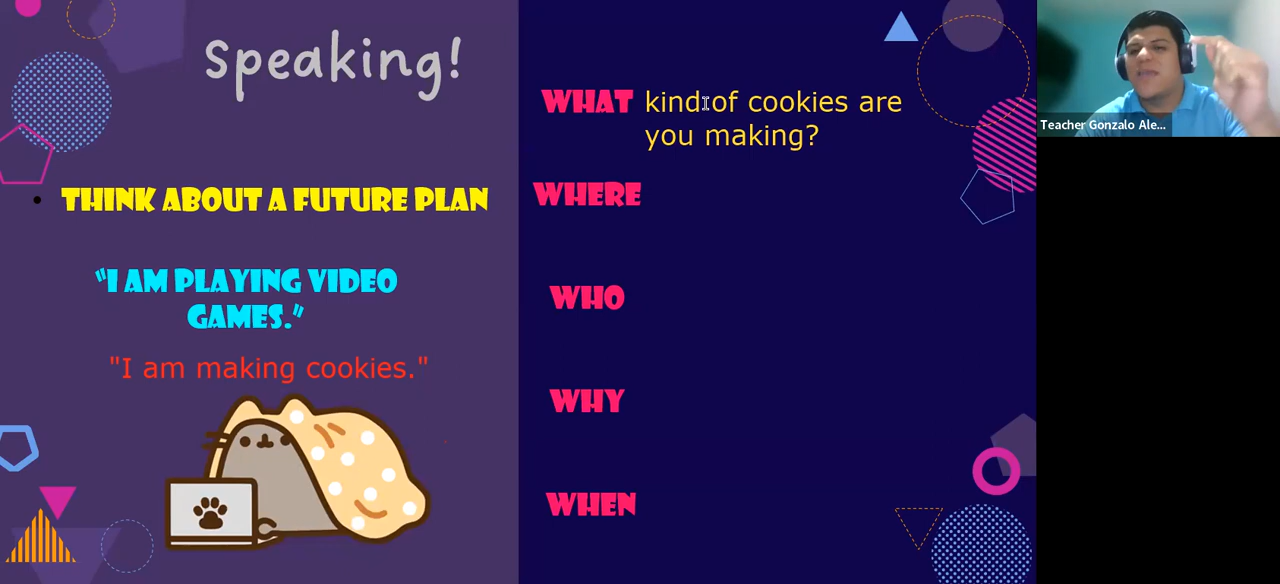 Speaking!
THINK ABOUT A FUTURE PLAN
"I AM PLAYING VIDEO
GAMES."
"I am making cookies."
WHAT kind of cookies are
you making?
WHERE
WHO
WHY
WHEN
Teacher Gonzalo Ale...